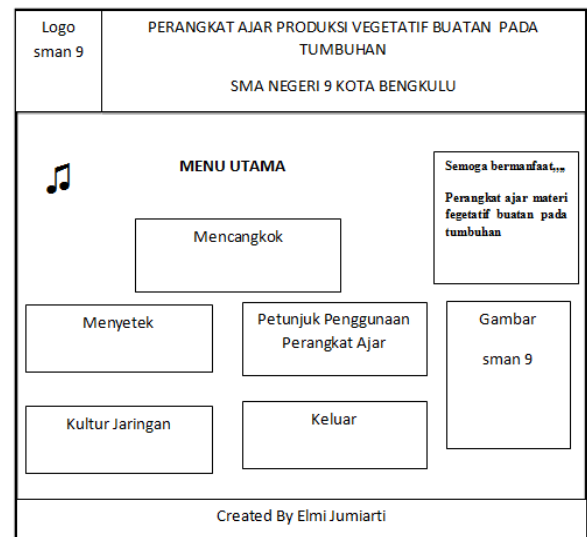 Logo
sman 9
PERANGKAT AJAR PRODUKSI VEGETATIF BUATAN PADA
TUMBUHAN
SMA NEGERI 9 KOTA BENGKULU
MENU UTAMA
Semoga bermanfaat,,,,
Perangkat ajar materi
fegetatif buatan pada
tumbuhan
Mencangkok
Menyetek
Petunjuk Penggunaan
Perangkat Ajar
Gambar
sman 9
Kultur Jaringan
Keluar
Created By Elmi Jumiarti